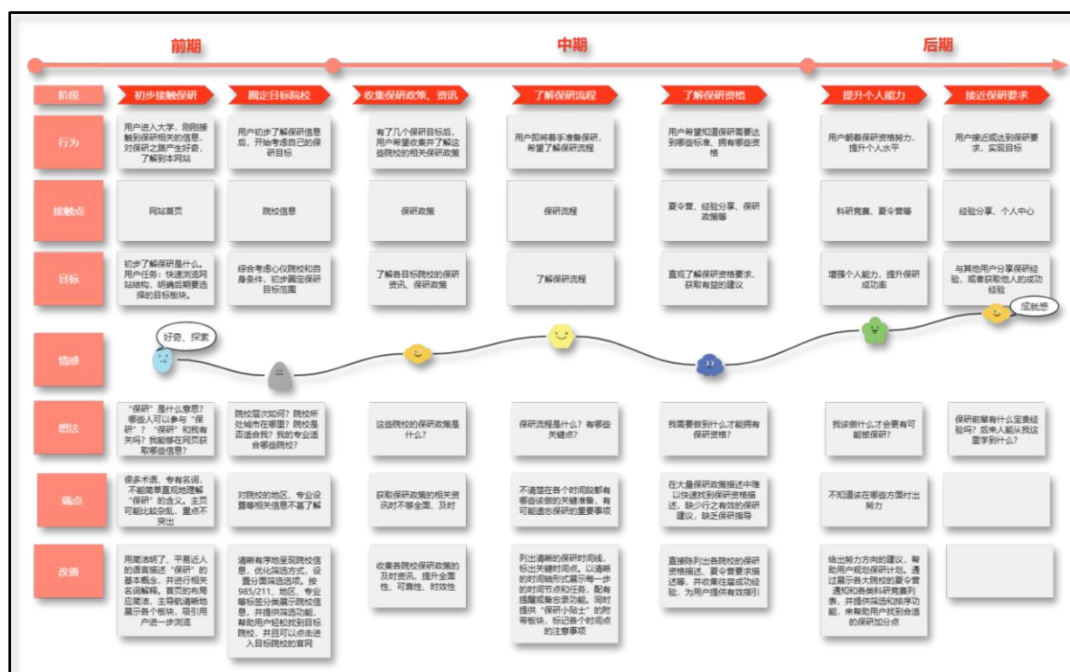 前期
中期
后期
阶段
初步接触保研
圈定目标院校
收集保研政策、资讯
了解保研流程
了解保研资格
提升个人能力
接近保研要求
行为
用户进入大学，刚刚接
触到保研相关的信息，
对保研之路产生好奇，
了解到本网站
用户初步了解保研信息
后，开始考虑自己的保
研目标
有了几个保研目标后，
用户希望收集并了解这
些院校的相关保研政策
用户即将着手准备保研，
希望了解保研流程
用户希望知道保研需要达
到哪些标准、拥有哪些资
格
用户朝着保研资格努力，
提升个人水平
用户接近或达到保研要
求，实现目标
接触点
网站首页
院校信息
保研政策
保研流程
夏令营、经验分享、保研
政策等
科研竞赛、夏令营等
经验分享、个人中心
目标
初步了解保研是什么。
用户任务：快速浏览网
站结构，明确后期要选
择的目标板块。
综合考虑心仪院校和自
身条件，初步圈定保研
目标范围
了解各目标院校的保研
资讯、保研政策
了解保研流程
直观了解保研资格要求、
获取有益的建议
增强个人能力，提升保研
成功率
与其他用户分享保研经
验，或者获取他人的成功
经验
情感
好奇、探索
成就感
想法
“保研”是什么意思？
哪些人可以参与“保
研”？“保研”和我有
关吗？我能够在网页获
取哪些信息？
院校层次如何？院校所
处城市在哪里？院校是
否适合我？我的专业适
合哪些院校？
这些院校的保研政策是
什么？
保研流程是什么？有哪些
关键点？
我需要做到什么才能拥有
保研资格？
我该做什么才会更有可
能被保研？
保研前辈有什么宝贵经
验吗？后来人能从我这
里学到什么？
痛点
很多术语、专有名词，
不能简单直观地理解
“保研”的含义。主页
可能比较杂乱，重点不
突出
对院校的地区、专业设
置等相关信息不甚了解
获取保研政策的相关资
讯时不够全面、及时
不清楚在各个时间段都有
哪些该做的关键准备，有
可能遗忘保研的重要事项
在大量保研政策描述中难
以快速找到保研资格描
述，缺少行之有效的保研
建议，缺乏保研指导
不知道该在哪些方面付出
努力
改善
用简洁明了、平易近人
的语言描述“保研”的
基本概念，并进行相关
名词解释。首页的布局
应简洁，主导航清晰地
展示各个板块，吸引用
户进一步浏览
清晰有序地呈现院校信
息，优化筛选方式，设
置分面筛选选项。按
985/211、地区、专业
等标签分类展示院校信
息，并提供筛选功能，
帮助用户轻松找到目标
院校，并且可以点击进
入目标院校的官网
收集各院校保研政策的
及时资讯，提升全面
性、可靠性、时效性
列出清晰的保研时间线，
标出关键时间点。以清晰
的时间轴形式展示每一步
的时间节点和任务，配有
提醒或备忘录功能。同时
提供“保研小贴士”的附
带板块，标记各个时间点
的注意事项
直接陈列出各院校的保研
资格描述、夏令营要求描
述等，并收集往届成功经
验，为用户提供有效指引
给出努力方向的建议，帮
助用户规划保研计划。通
过展示各大院校的夏令营
通知和各类科研竞赛列
表，并提供筛选和排序功
能，来帮助用户找到合适
的保研加分点